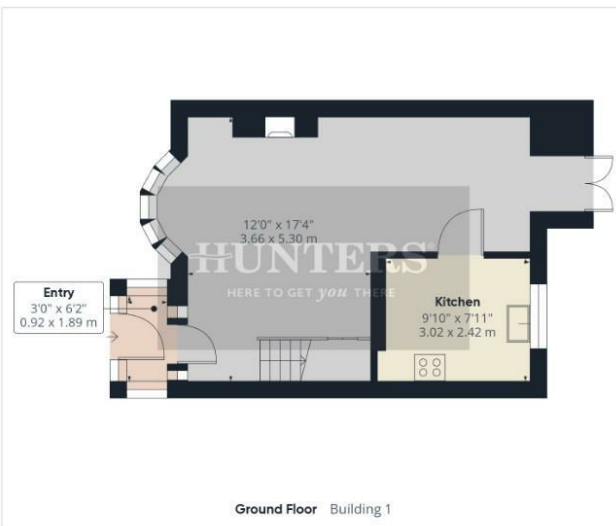 12'0" x 17'4"
3.66 x 5.30 m
HUNTERS®
HERE TO GET you THERE
Entry
3'0" x 6'2"
0.92 x 1.89 m
Kitchen
9'10" x 7'11"
3.02 x 2.42 m
Ground Floor Building 1